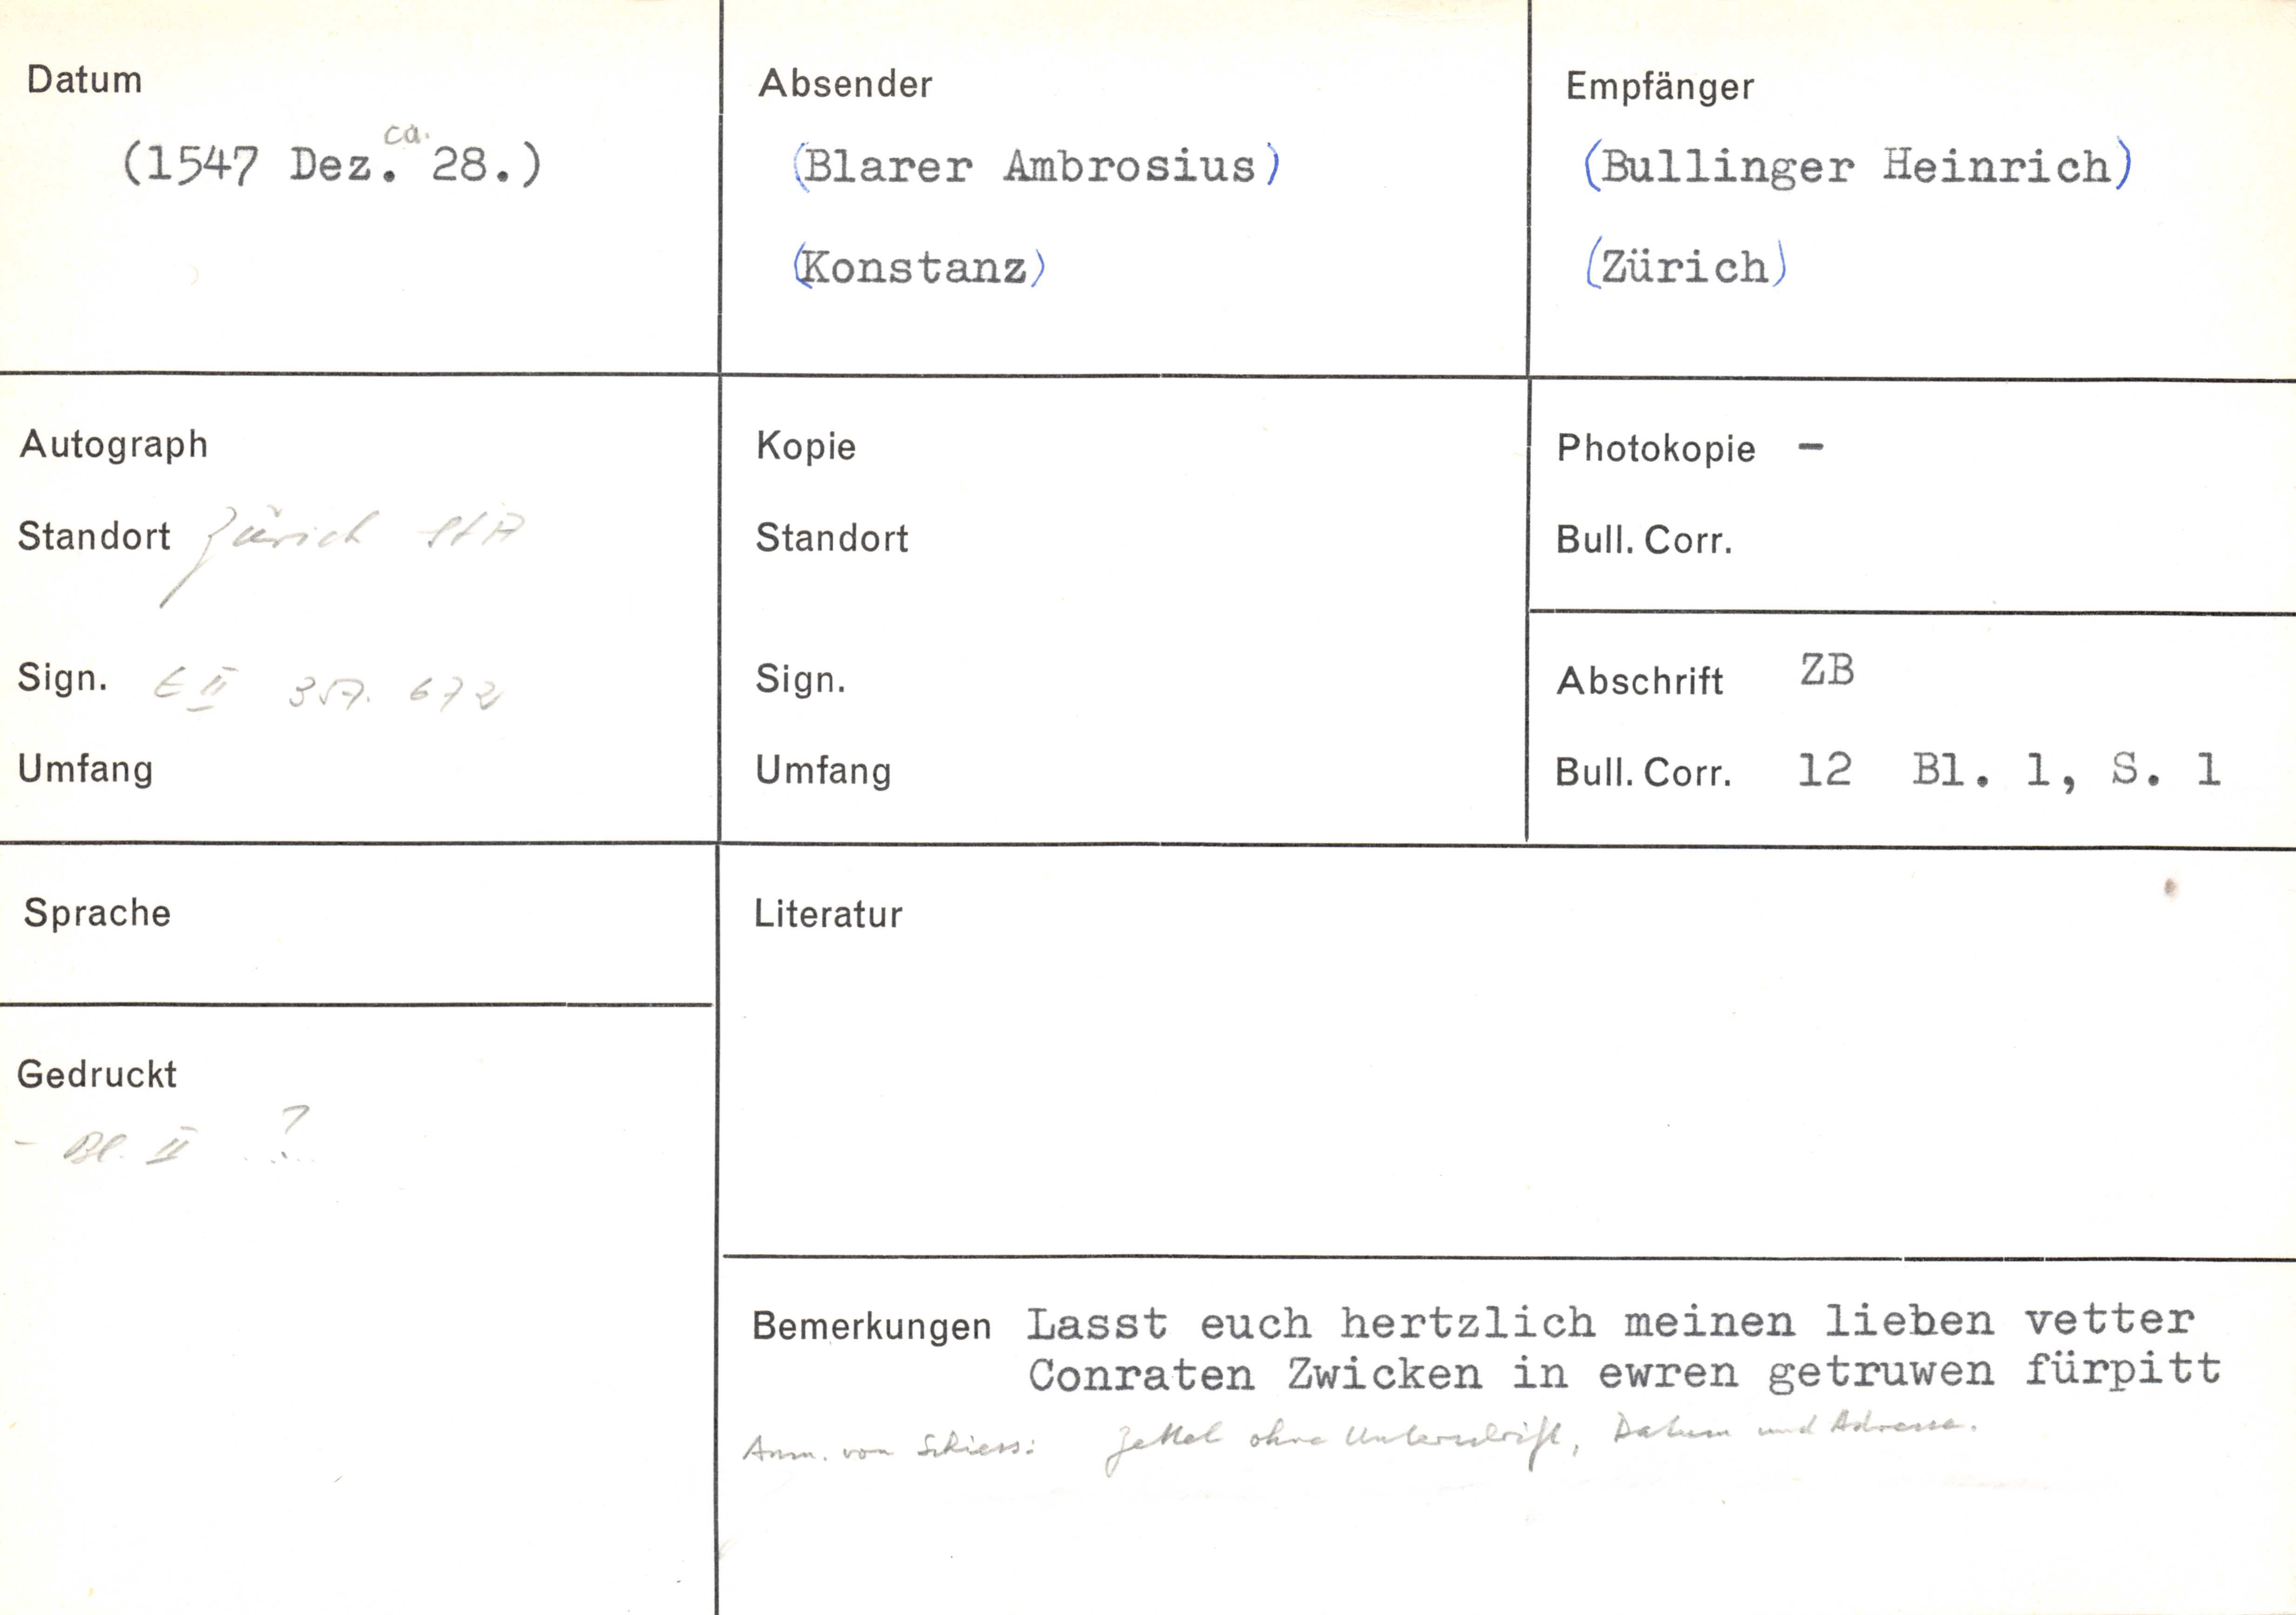 Datum
(1547 Dez. ca. 28.)
Absender
(Blarer Ambrosius)
(Konstanz)
Empfänger
(Bullinger Heinrich)
(Zürich)
Autograph
Standort Zürich StA
Sign. E II 357. 672
Umfang
Kopie
Standort
Sign.
Umfang
Photokopie -
Bull. Corr.
Abschrift ZB
Bull. Corr. 12 Bl. 1, S. 1
Sprache
Gedruckt
- Bl. II ?
Literatur
Bemerkungen Lasst euch hertzlich meinen lieben vetter
Conraten Zwicken in ewren getruwen fürpitt
Anm. von Schiess: Zettel ohne Unterschrift, Datum und Adresse.